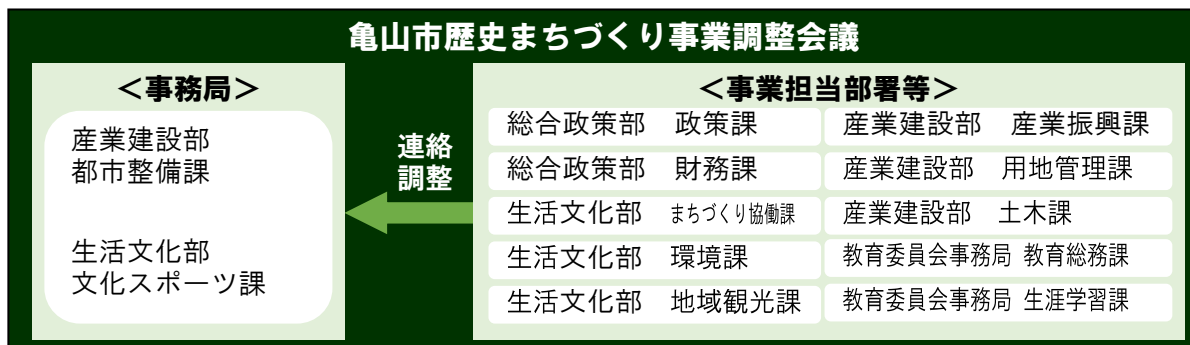 亀山市歴史まちづくり事業調整会議
＜事務局＞
産業建設部
都市整備課
生活文化部
文化スポーツ課
連絡
調整
＜事業担当部署等＞
総合政策部　政策課
産業建設部　産業振興課
総合政策部　財務課
産業建設部　用地管理課
生活文化部　まちづくり協働課
産業建設部　土木課
生活文化部　環境課
教育委員会事務局 教育総務課
生活文化部　地域観光課
教育委員会事務局 生涯学習課